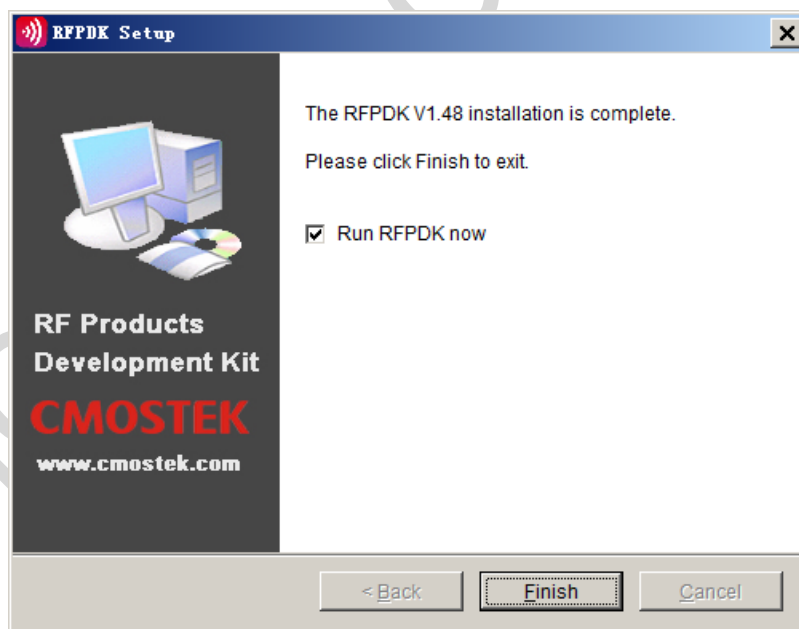 RFPDK Setup
The RFPDK V1.48 installation is complete.
Please click Finish to exit.
Run RFPDK now
RF Products
Development Kit
CMOSTEK
www.cmostek.com
< Back
Finish
Cancel